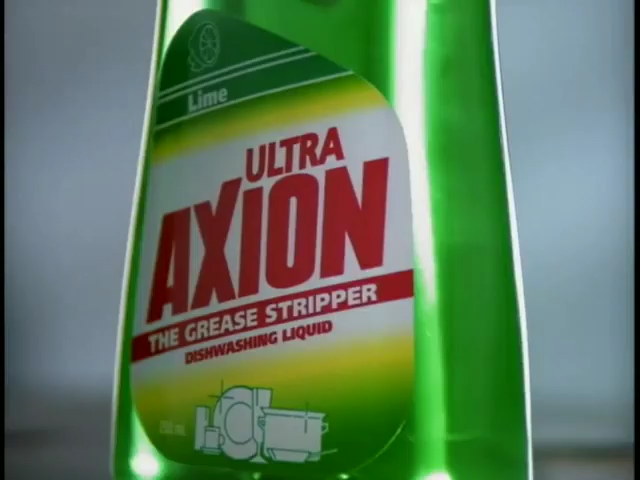 Lime
ULTRA
AXION
THE GREASE STRIPPER
DISHWASHING LIQUID